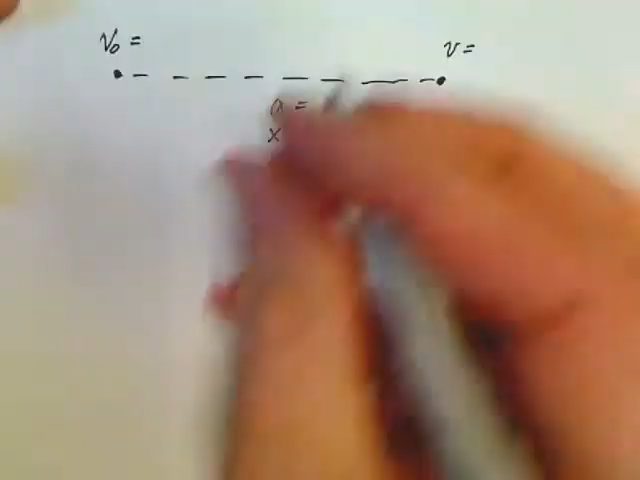 V₀ =
v =
a =
x